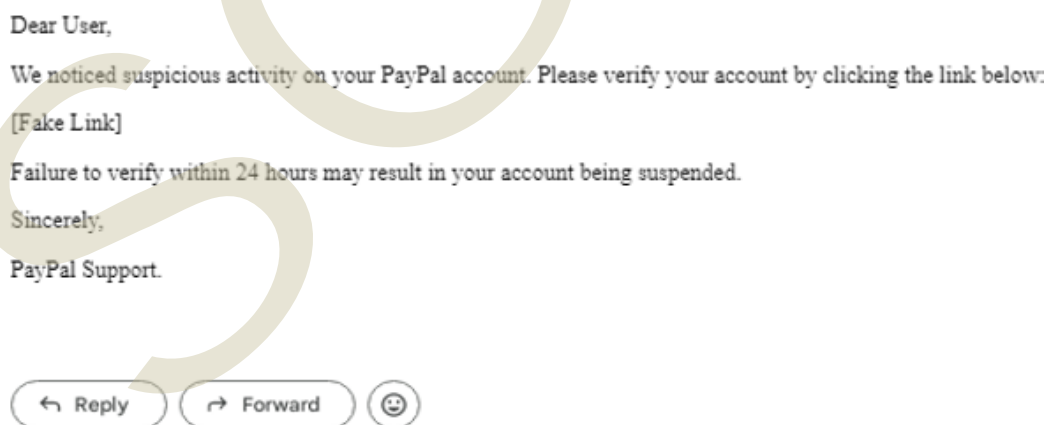 Dear User,
We noticed suspicious activity on your PayPal account. Please verify your account by clicking the link below:
[Fake Link]
Failure to verify within 24 hours may result in your account being suspended.
Sincerely,
PayPal Support.
Reply Forward